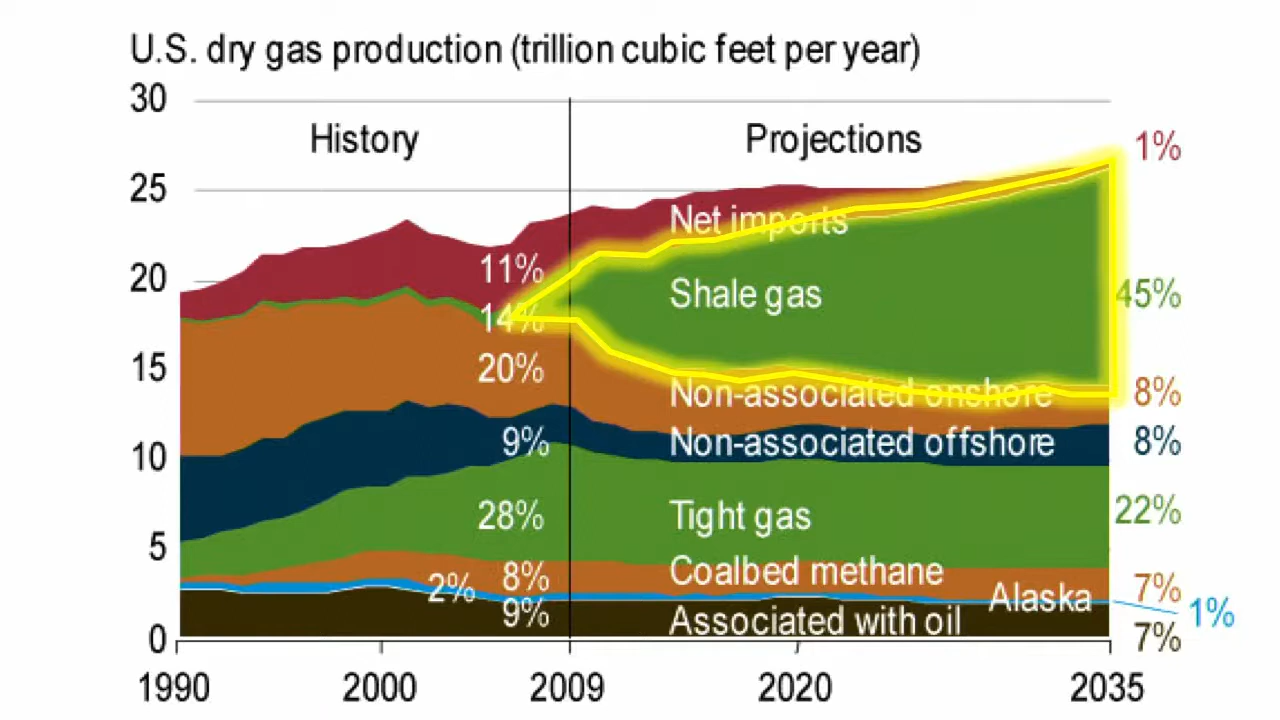 U.S. dry gas production (trillion cubic feet per year)
30
History
Projections
1%
25
Net imports
11%
20
Shale gas
45%
14%
15
20%
Non-associated onshore
8%
10
9%
Non-associated offshore
8%
28%
Tight gas
22%
5
8%
Coalbed methane
7%
2%
Alaska
1%
9%
Associated with oil
7%
0
1990
2000
2009
2020
2035